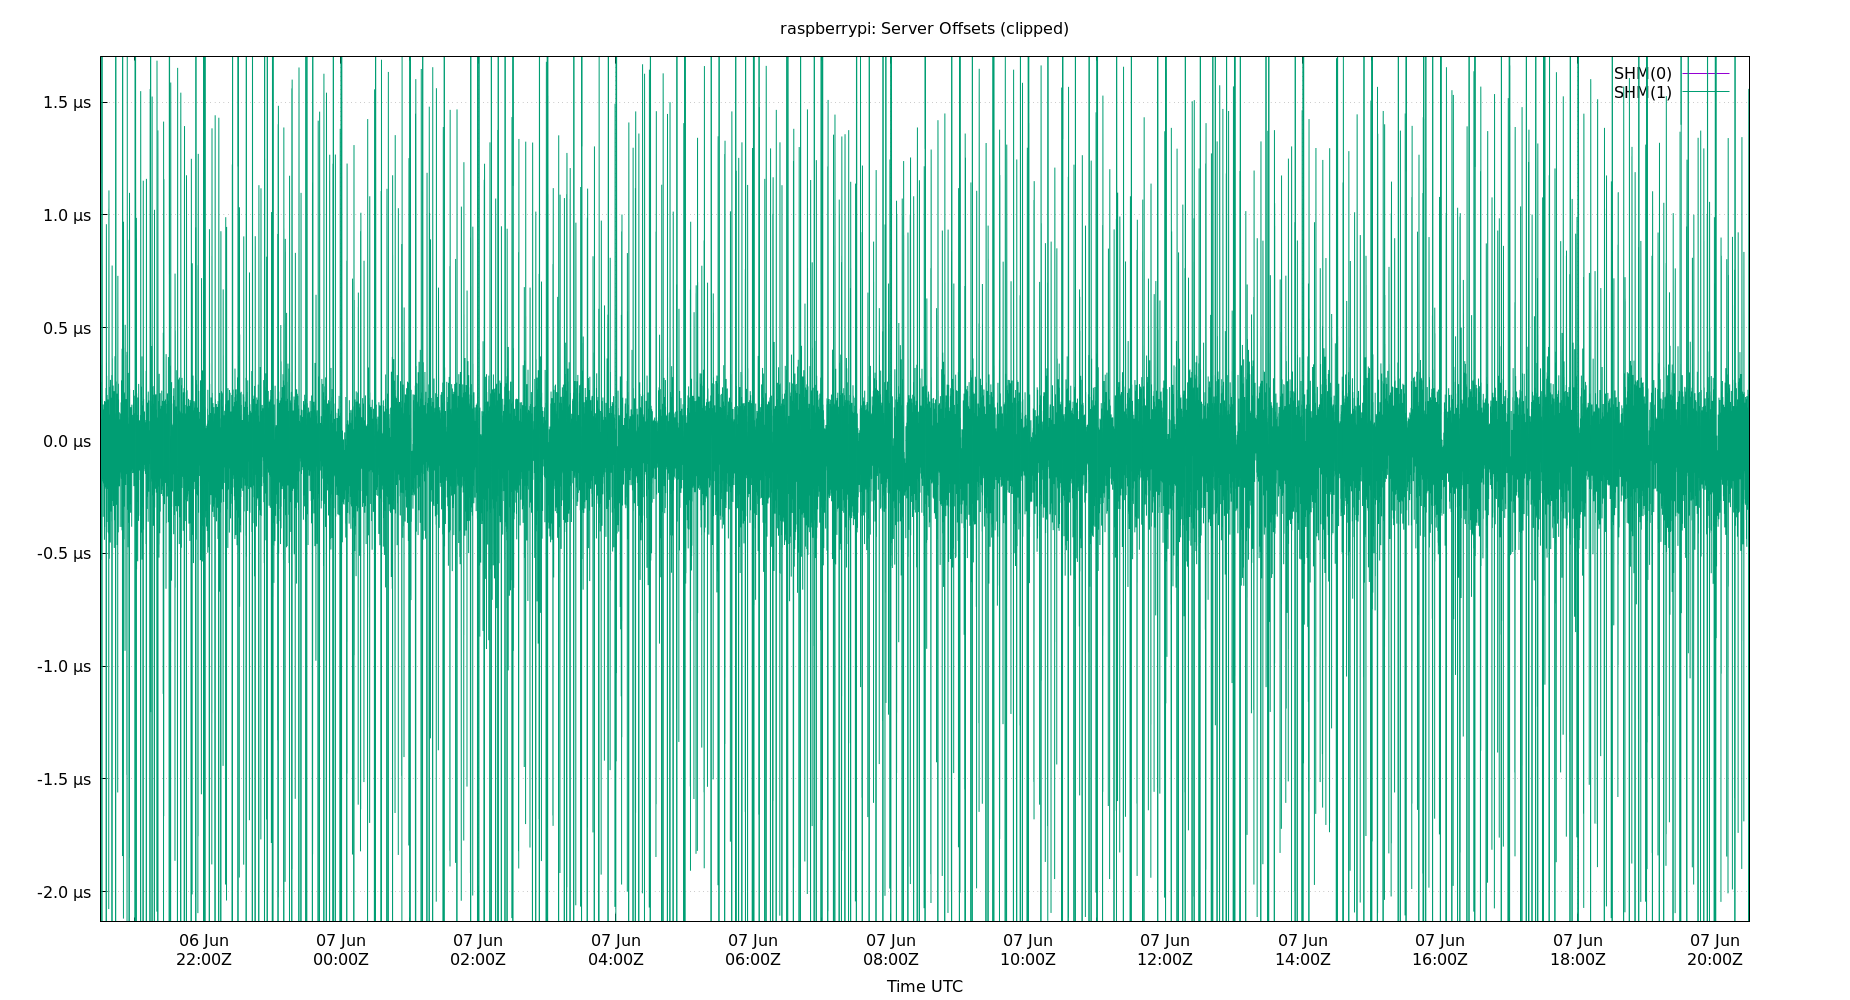 raspberrypi: Server Offsets (clipped)
SHM(0)
SHM(1)
1.5 µs
1.0 µs
0.5 µs
0.0 µs
-0.5 µs
-1.0 µs
-1.5 µs
-2.0 µs
06 Jun 07 Jun 07 Jun 07 Jun 07 Jun 07 Jun 07 Jun 07 Jun 07 Jun 07 Jun 07 Jun 07 Jun
22:00Z 00:00Z 02:00Z 04:00Z 06:00Z 08:00Z 10:00Z 12:00Z 14:00Z 16:00Z 18:00Z 20:00Z
Time UTC